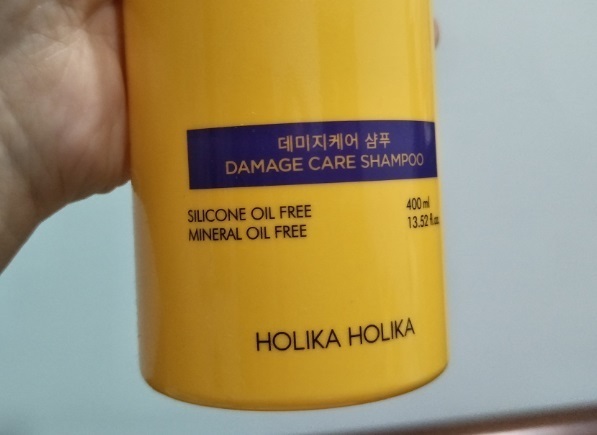 데미지케어 샴푸
DAMAGE CARE SHAMPOO
SILICONE OIL FREE
MINERAL OIL FREE
400 ml
13.52 fl.oz.
HOLIKA HOLIKA